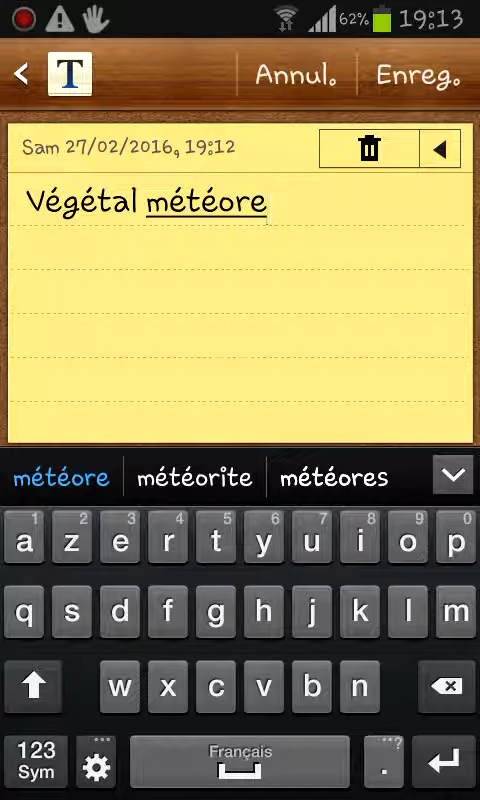 62% 19:13
T Annul. Enreg.
Sam 27/02/2016, 19:12
Végétal météore
météore météorite météores
1 2 3 4 5 6 7 8 9 0
a z e r t y u i o p
q s d f g h j k l m
w x c v b n
123 Français ...?
Sym .